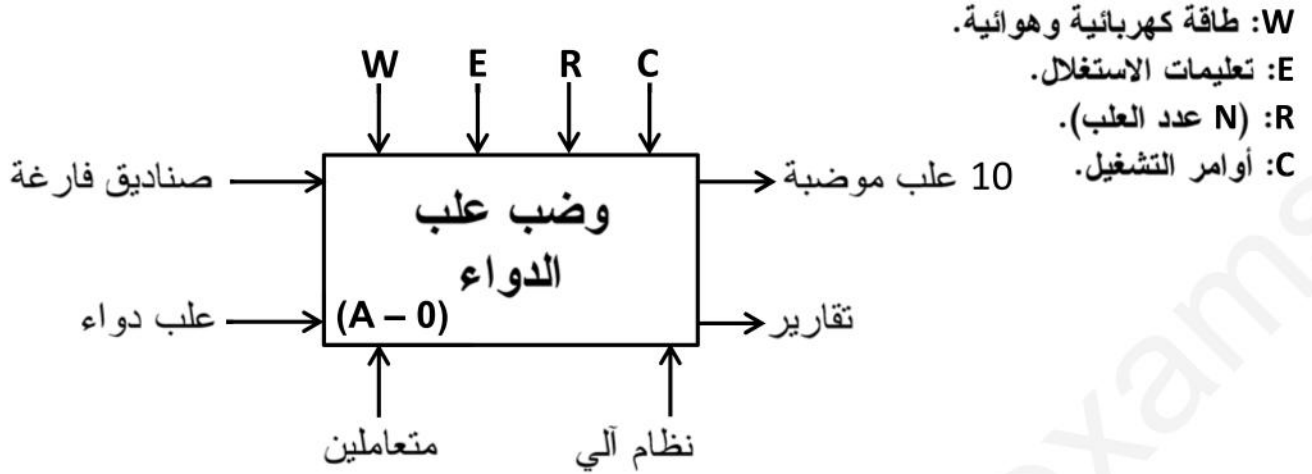 W: طاقة كهربائية وهوائية.
E: تعليمات الاستغلال.
R: (N عدد العلب).
C: أوامر التشغيل.
W E R C
صناديق فارغة
10 علب موضبة
وضب علب
الدواء
علب دواء
(A – 0)
تقارير
متعاملين
نظام آلي
exams